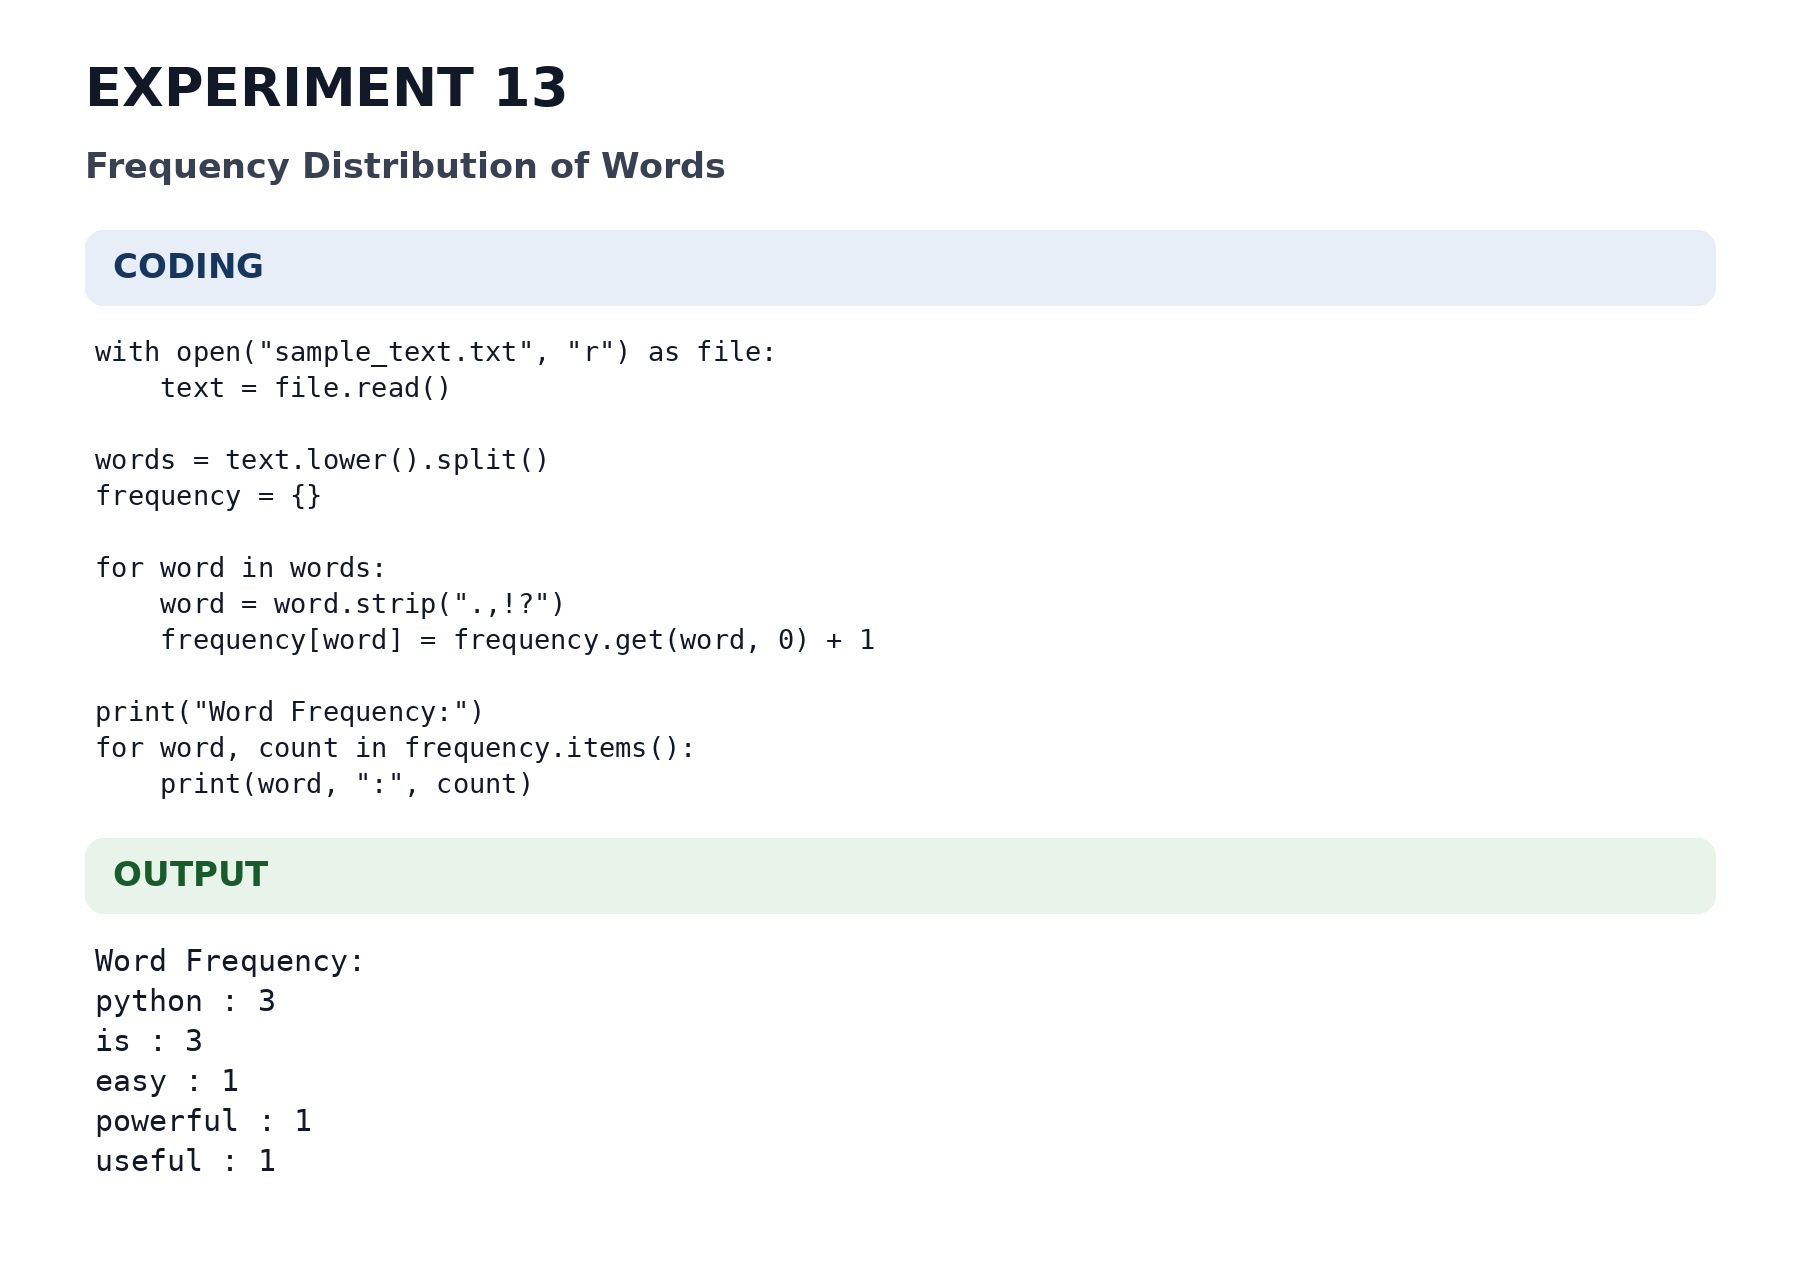 EXPERIMENT 13
Frequency Distribution of Words
CODING
with open("sample_text.txt", "r") as file:
    text = file.read()

words = text.lower().split()
frequency = {}

for word in words:
    word = word.strip(".,!?")
    frequency[word] = frequency.get(word, 0) + 1

print("Word Frequency:")
for word, count in frequency.items():
    print(word, ":", count)
OUTPUT
Word Frequency:
python : 3
is : 3
easy : 1
powerful : 1
useful : 1